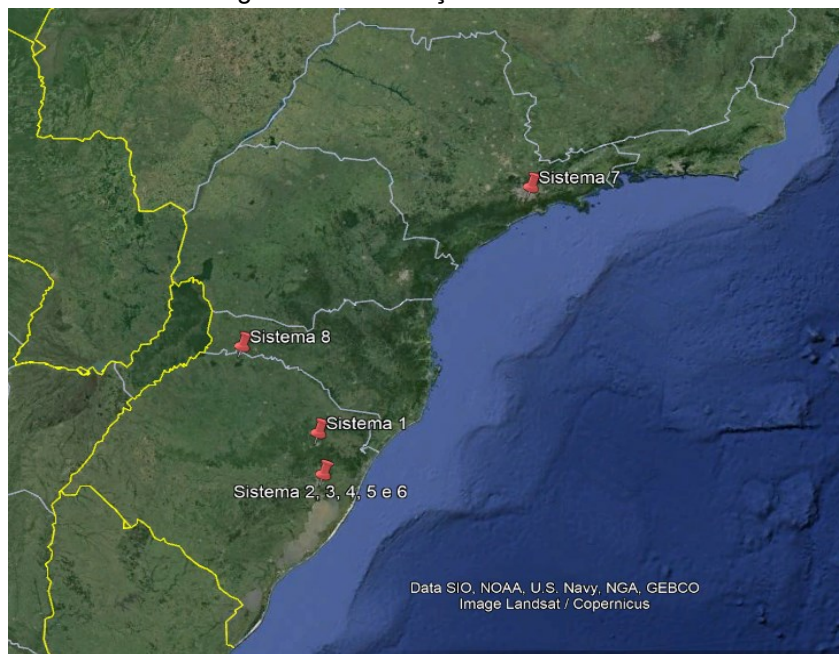 Sistema 7
Sistema 8
Sistema 1
Sistema 2, 3, 4, 5 e 6
Data SIO, NOAA, U.S. Navy, NGA, GEBCO
Image Landsat / Copernicus